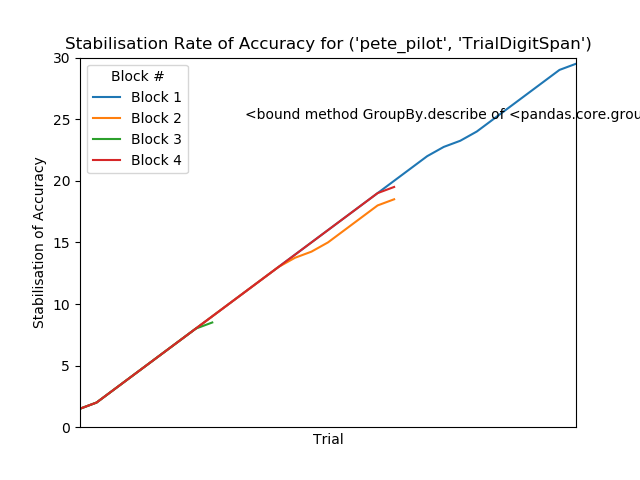 Stabilisation Rate of Accuracy for ('pete_pilot', 'TrialDigitSpan')
30
25
20
15
10
5
0
Stabilisation of Accuracy
Block #
Block 1
Block 2
Block 3
Block 4
<bound method GroupBy.describe of <pandas.core.grou
Trial